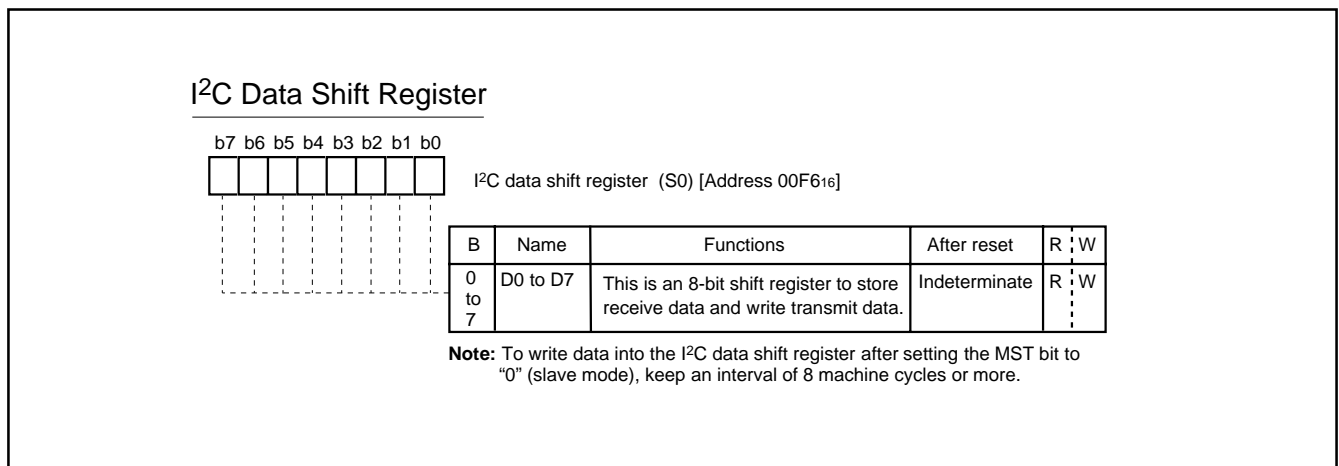 I²C Data Shift Register
b7 b6 b5 b4 b3 b2 b1 b0
I²C data shift register (S0) [Address 00F6₁₆]
B Name Functions After reset R W
0 to 7 D0 to D7 This is an 8-bit shift register to store Indeterminate R W
receive data and write transmit data.
Note: To write data into the I²C data shift register after setting the MST bit to
“0” (slave mode), keep an interval of 8 machine cycles or more.